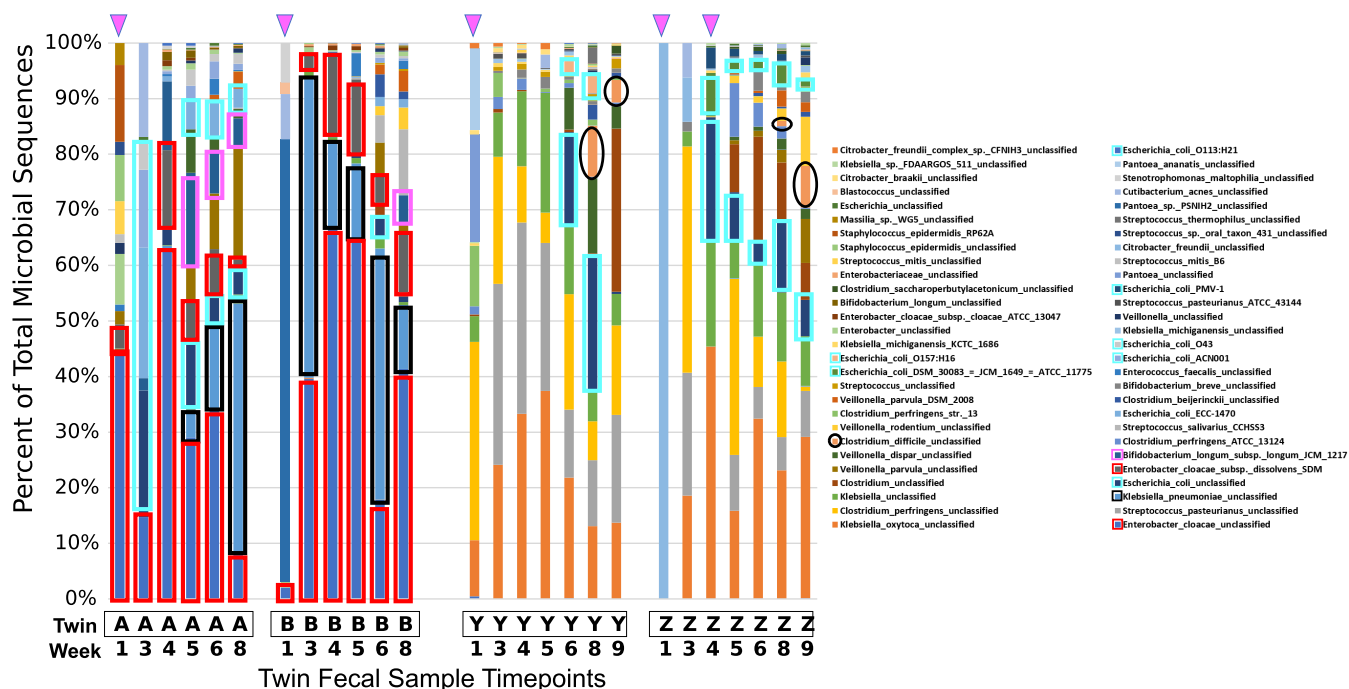 Percent of Total Microbial Sequences
100%
90%
80%
70%
60%
50%
40%
30%
20%
10%
0%
Twin A A A A A A B B B B B B Y Y Y Y Y Y Y Z Z Z Z Z Z Z
Week 1 3 4 5 6 8 1 3 4 5 6 8 1 3 4 5 6 8 9 1 3 4 5 6 8 9
Twin Fecal Sample Timepoints
Citrobacter_freundii_complex_sp._CFNIH3_unclassified
Klebsiella_sp._FDAARGOS_511_unclassified
Citrobacter_braakii_unclassified
Blastococcus_unclassified
Escherichia_unclassified
Massilia_sp._WG5_unclassified
Staphylococcus_epidermidis_RP62A
Staphylococcus_epidermidis_unclassified
Streptococcus_mitis_unclassified
Enterobacteriaceae_unclassified
Clostridium_saccharoperbutylacetonicum_unclassified
Bifidobacterium_longum_unclassified
Enterobacter_cloacae_subsp._cloacae_ATCC_13047
Enterobacter_unclassified
Klebsiella_michiganensis_KCTC_1686
Escherichia_coli_O157:H16
Escherichia_coli_DSM_30083_=_JCM_1649_=_ATCC_11775
Streptococcus_unclassified
Veillonella_parvula_DSM_2008
Clostridium_perfringens_str._13
Veillonella_rodentium_unclassified
Clostridium_difficile_unclassified
Veillonella_dispar_unclassified
Veillonella_parvula_unclassified
Clostridium_unclassified
Klebsiella_unclassified
Clostridium_perfringens_unclassified
Klebsiella_oxytoca_unclassified
Escherichia_coli_O113:H21
Pantoea_ananatis_unclassified
Stenotrophomonas_maltophilia_unclassified
Cutibacterium_acnes_unclassified
Pantoea_sp._PSNIH2_unclassified
Streptococcus_thermophilus_unclassified
Streptococcus_sp._oral_taxon_431_unclassified
Citrobacter_freundii_unclassified
Streptococcus_mitis_B6
Pantoea_unclassified
Escherichia_coli_PMV-1
Streptococcus_pasteurianus_ATCC_43144
Veillonella_unclassified
Klebsiella_michiganensis_unclassified
Escherichia_coli_O43
Escherichia_coli_ACN001
Enterococcus_faecalis_unclassified
Bifidobacterium_breve_unclassified
Clostridium_beijerinckii_unclassified
Escherichia_coli_ECC-1470
Streptococcus_salivarius_CCHSS3
Clostridium_perfringens_ATCC_13124
Bifidobacterium_longum_subsp._longum_JCM_1217
Enterobacter_cloacae_subsp._dissolvens_SDM
Escherichia_coli_unclassified
Klebsiella_pneumoniae_unclassified
Streptococcus_pasteurianus_unclassified
Enterobacter_cloacae_unclassified